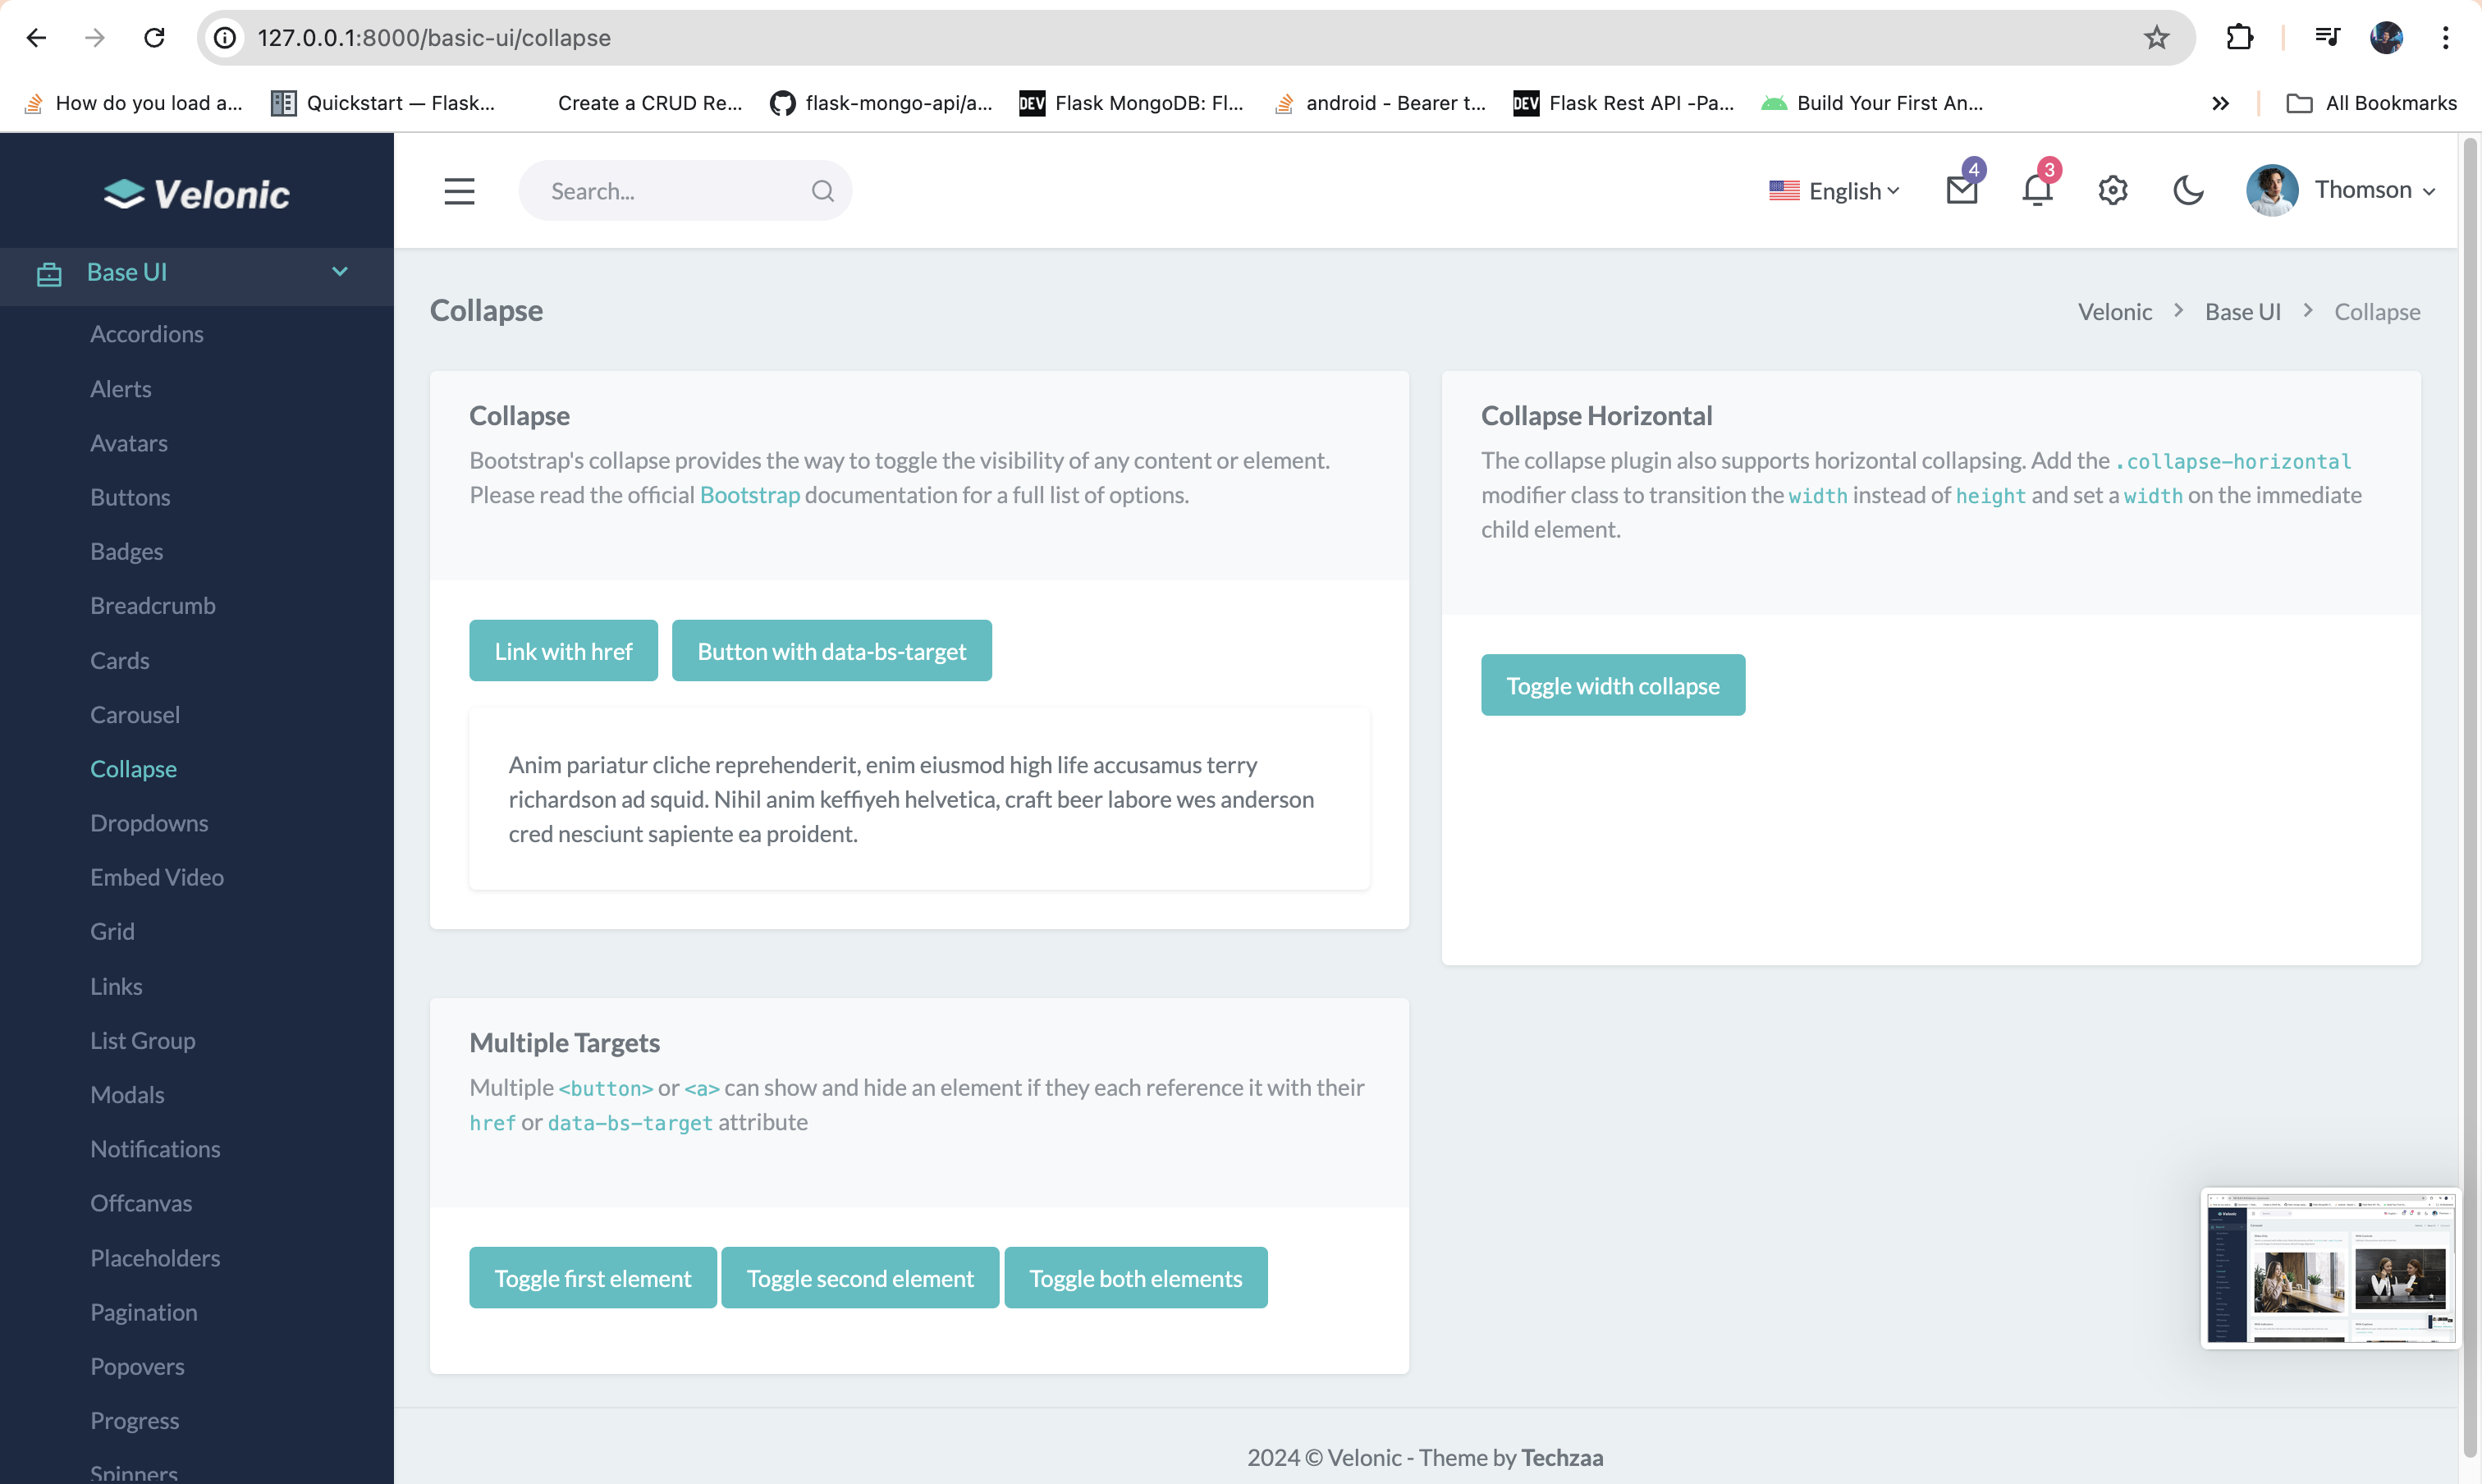 127.0.0.1:8000/basic-ui/collapse
How do you load a...
Quickstart — Flask...
Create a CRUD Re...
flask-mongo-api/a...
DEV
Flask MongoDB: Fl...
android - Bearer t...
DEV
Flask Rest API -Pa...
Build Your First An...
All Bookmarks
Velonic
Search...
English
4
3
Thomson
Base UI
Accordions
Alerts
Avatars
Buttons
Badges
Breadcrumb
Cards
Carousel
Collapse
Dropdowns
Embed Video
Grid
Links
List Group
Modals
Notifications
Offcanvas
Placeholders
Pagination
Popovers
Progress
Spinners
Collapse
Velonic > Base UI > Collapse
Collapse
Bootstrap's collapse provides the way to toggle the visibility of any content or element.
Please read the official Bootstrap documentation for a full list of options.
Link with href
Button with data-bs-target
Anim pariatur cliche reprehenderit, enim eiusmod high life accusamus terry
richardson ad squid. Nihil anim keffiyeh helvetica, craft beer labore wes anderson
cred nesciunt sapiente ea proident.
Collapse Horizontal
The collapse plugin also supports horizontal collapsing. Add the .collapse-horizontal
modifier class to transition the width instead of height and set a width on the immediate
child element.
Toggle width collapse
Multiple Targets
Multiple <button> or <a> can show and hide an element if they each reference it with their
href or data-bs-target attribute
Toggle first element
Toggle second element
Toggle both elements
2024 © Velonic - Theme by Techzaa